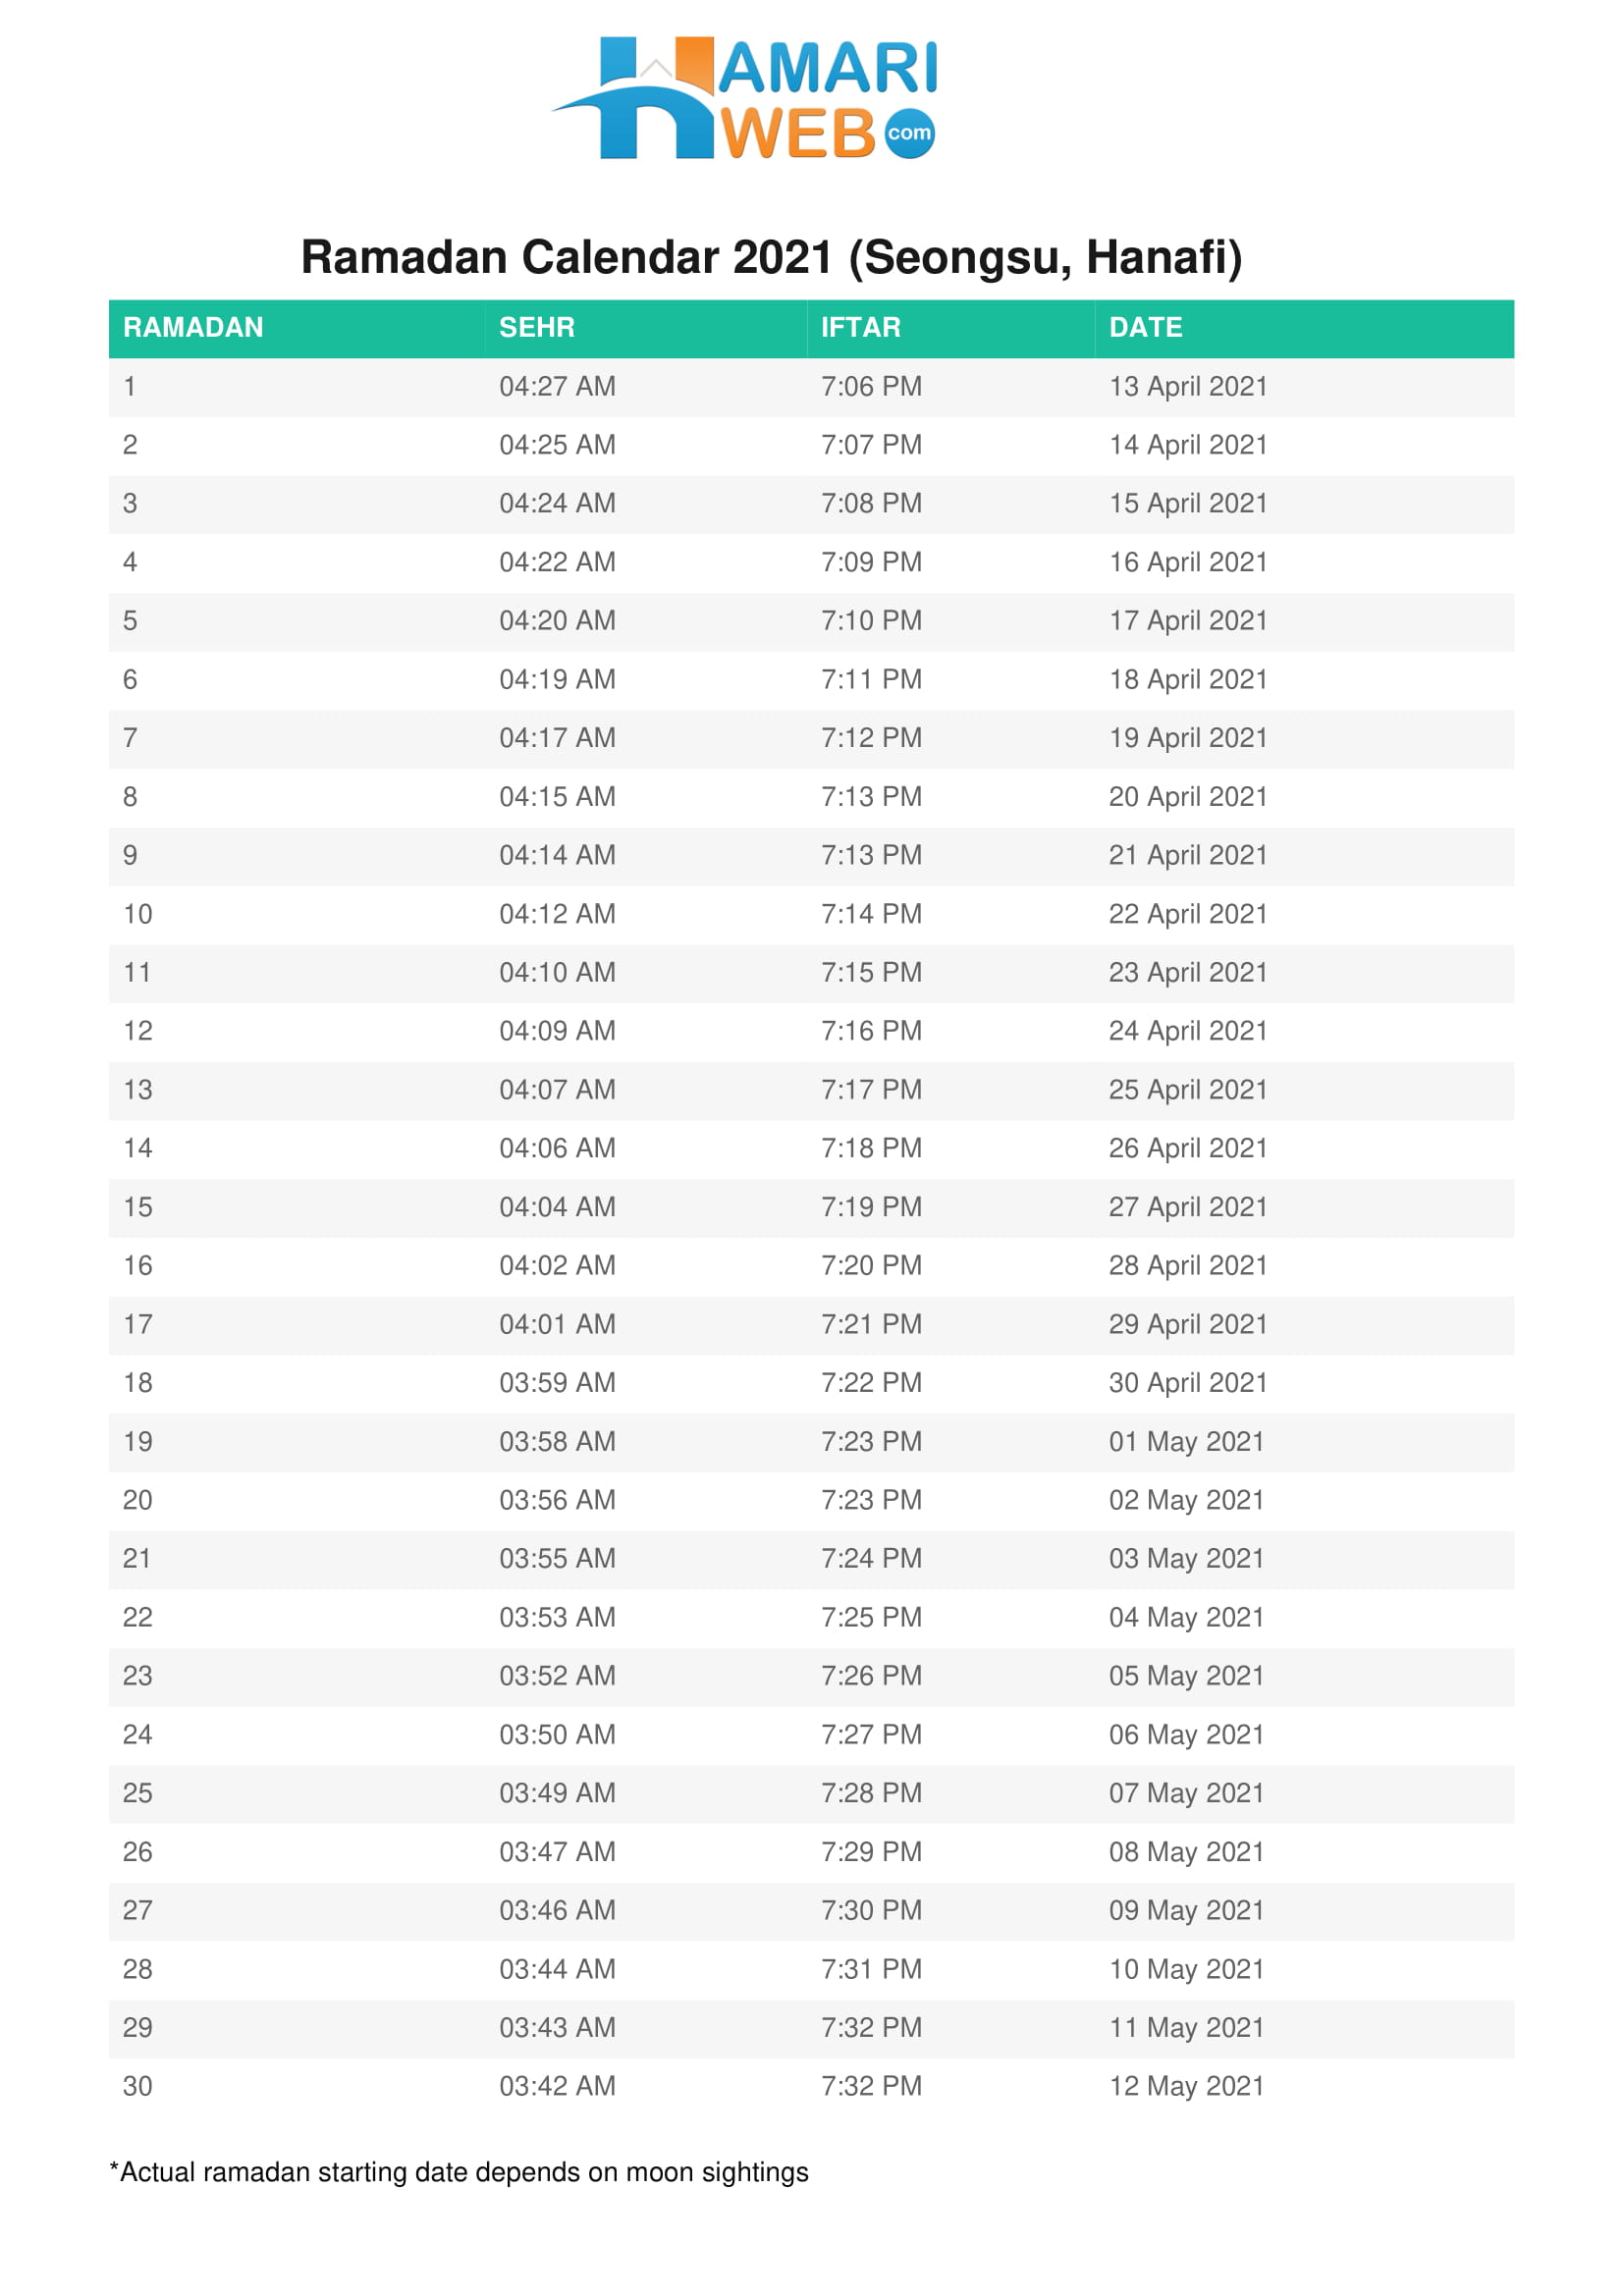 HAMARI
WEB com
Ramadan Calendar 2021 (Seongsu, Hanafi)
RAMADAN SEHR IFTAR DATE
1 04:27 AM 7:06 PM 13 April 2021
2 04:25 AM 7:07 PM 14 April 2021
3 04:24 AM 7:08 PM 15 April 2021
4 04:22 AM 7:09 PM 16 April 2021
5 04:20 AM 7:10 PM 17 April 2021
6 04:19 AM 7:11 PM 18 April 2021
7 04:17 AM 7:12 PM 19 April 2021
8 04:15 AM 7:13 PM 20 April 2021
9 04:14 AM 7:13 PM 21 April 2021
10 04:12 AM 7:14 PM 22 April 2021
11 04:10 AM 7:15 PM 23 April 2021
12 04:09 AM 7:16 PM 24 April 2021
13 04:07 AM 7:17 PM 25 April 2021
14 04:06 AM 7:18 PM 26 April 2021
15 04:04 AM 7:19 PM 27 April 2021
16 04:02 AM 7:20 PM 28 April 2021
17 04:01 AM 7:21 PM 29 April 2021
18 03:59 AM 7:22 PM 30 April 2021
19 03:58 AM 7:23 PM 01 May 2021
20 03:56 AM 7:23 PM 02 May 2021
21 03:55 AM 7:24 PM 03 May 2021
22 03:53 AM 7:25 PM 04 May 2021
23 03:52 AM 7:26 PM 05 May 2021
24 03:50 AM 7:27 PM 06 May 2021
25 03:49 AM 7:28 PM 07 May 2021
26 03:47 AM 7:29 PM 08 May 2021
27 03:46 AM 7:30 PM 09 May 2021
28 03:44 AM 7:31 PM 10 May 2021
29 03:43 AM 7:32 PM 11 May 2021
30 03:42 AM 7:32 PM 12 May 2021
*Actual ramadan starting date depends on moon sightings